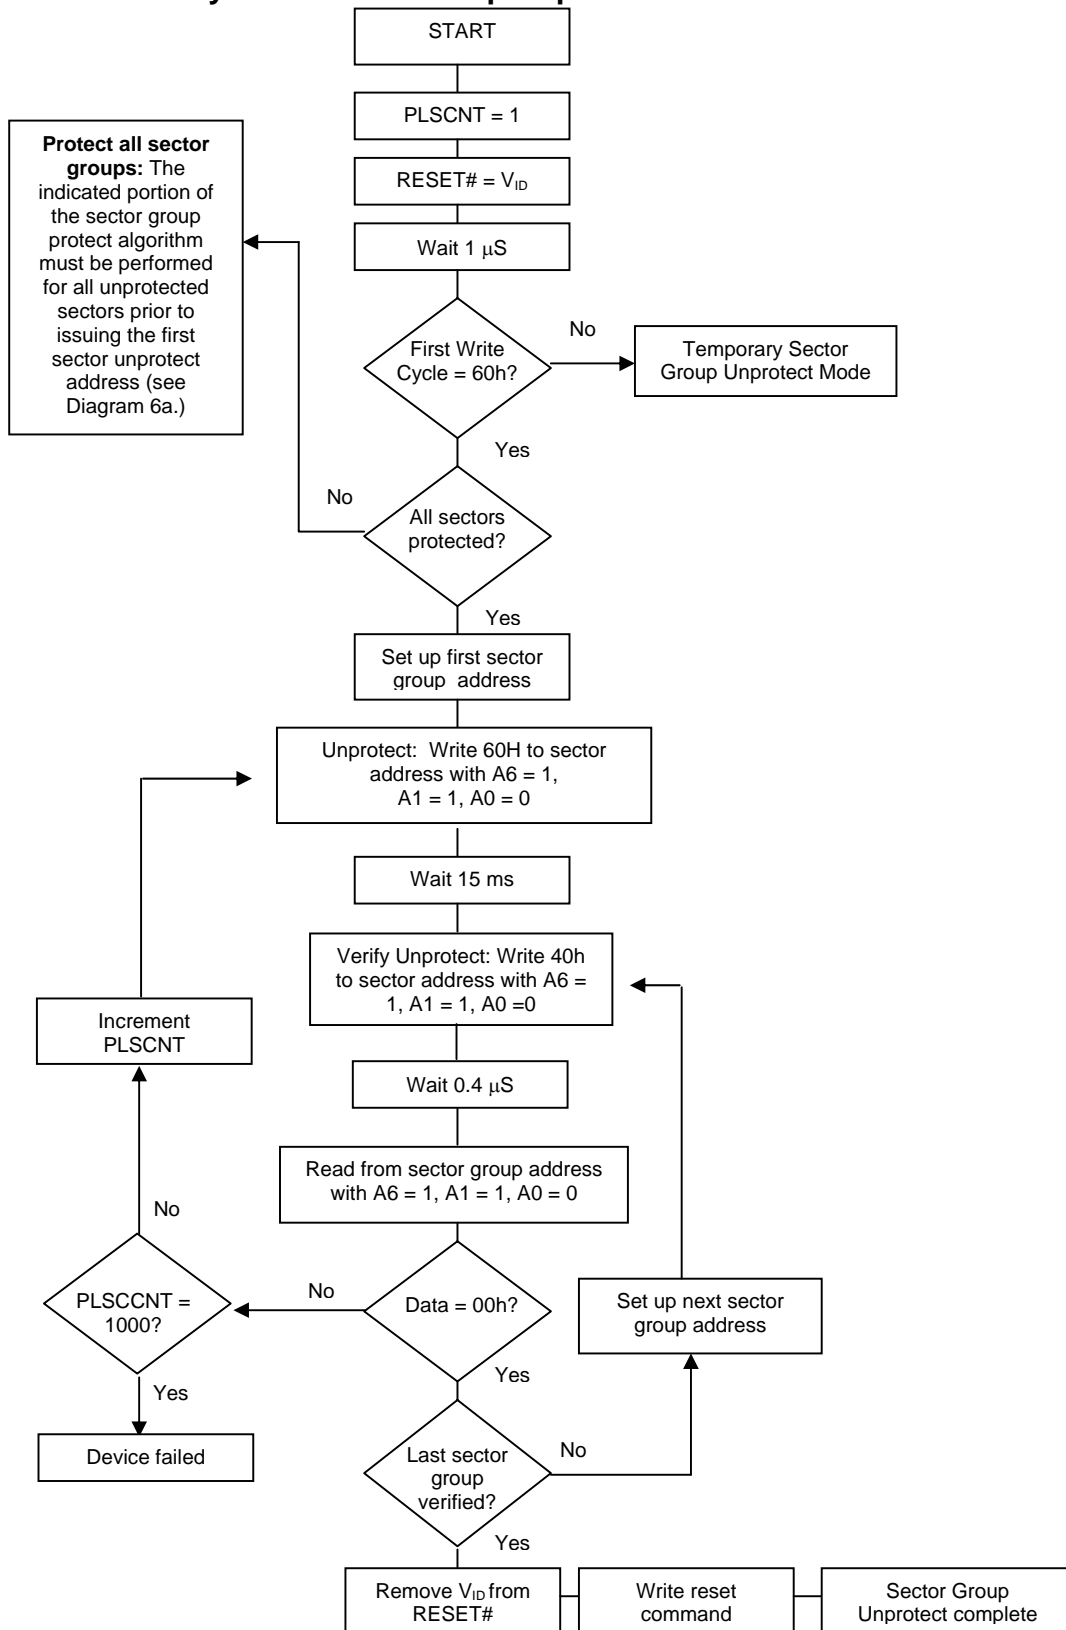 START
PLSCNT = 1
RESET# = VID
Wait 1 μS
Protect all sector
groups: The
indicated portion of
the sector group
protect algorithm
must be performed
for all unprotected
sectors prior to
issuing the first
sector unprotect
address (see
Diagram 6a.)
First Write
Cycle = 60h?
No
Temporary Sector
Group Unprotect Mode
Yes
No
All sectors
protected?
Yes
Set up first sector
group address
Unprotect: Write 60H to sector
address with A6 = 1,
A1 = 1, A0 = 0
Wait 15 ms
Verify Unprotect: Write 40h
to sector address with A6 =
1, A1 = 1, A0 =0
Increment
PLSCNT
Wait 0.4 μS
Read from sector group address
with A6 = 1, A1 = 1, A0 = 0
No
PLSCCNT =
1000?
No
Data = 00h?
Set up next sector
group address
Yes
Yes
Device failed
Last sector
group
verified?
No
Yes
Remove VID from
RESET#
Write reset
command
Sector Group
Unprotect complete